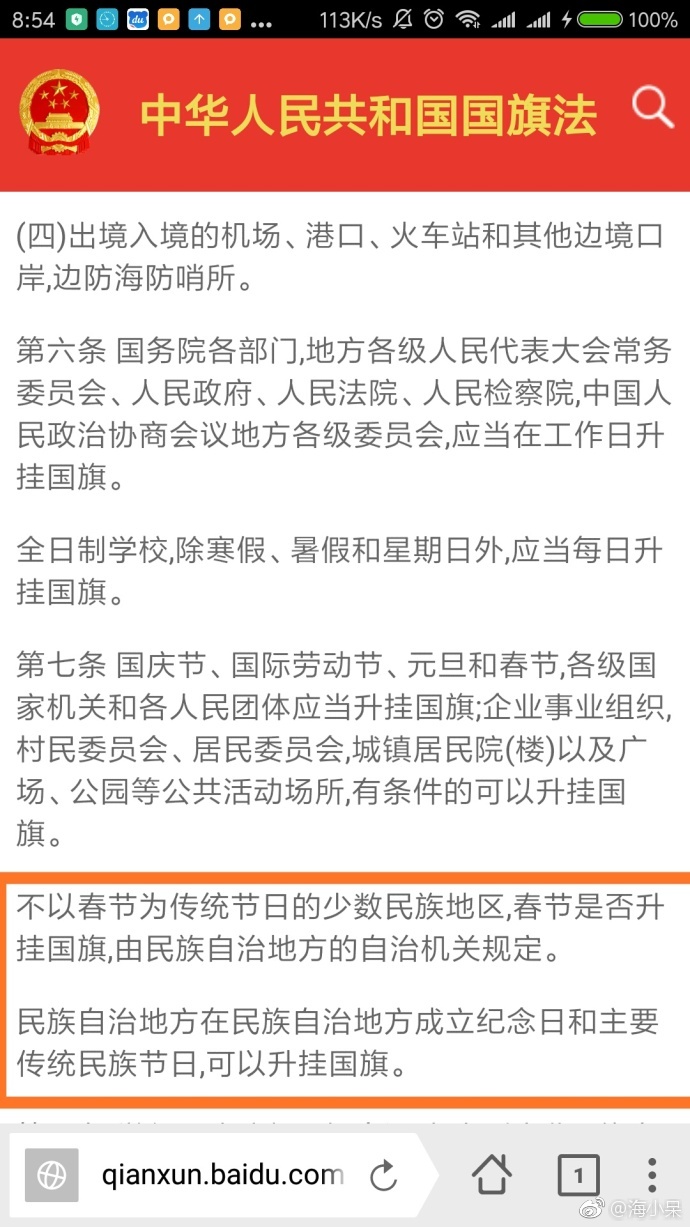 8:54
du
...
113K/s
100%
中华人民共和国国旗法
(四)出境入境的机场、港口、火车站和其他边境口
岸,边防海防哨所。
第六条 国务院各部门,地方各级人民代表大会常务
委员会、人民政府、人民法院、人民检察院,中国人
民政治协商会议地方各级委员会,应当在工作日升
挂国旗。
全日制学校,除寒假、暑假和星期日外,应当每日升
挂国旗。
第七条 国庆节、国际劳动节、元旦和春节,各级国
家机关和各人民团体应当升挂国旗;企业事业组织,
村民委员会、居民委员会,城镇居民院(楼)以及广
场、公园等公共活动场所,有条件的可以升挂国
旗。
不以春节为传统节日的少数民族地区,春节是否升
挂国旗,由民族自治地方的自治机关规定。
民族自治地方在民族自治地方成立纪念日和主要
传统民族节日,可以升挂国旗。
qianxun.baidu.com
1
@海小呆